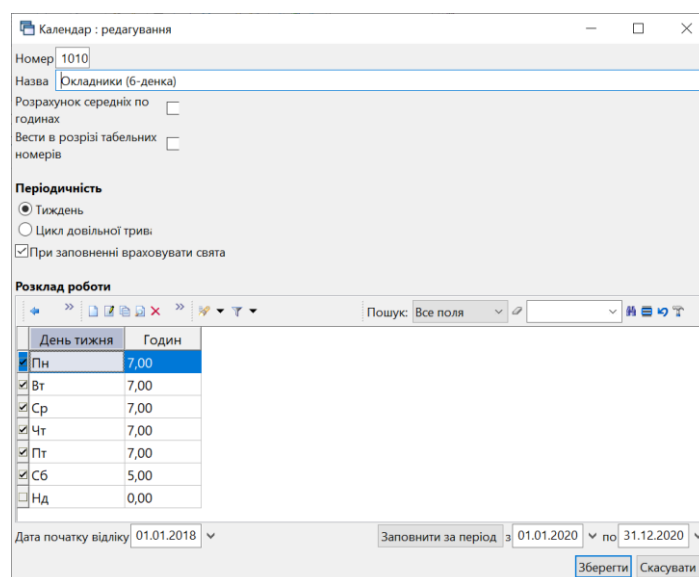 Календар : редагування
Номер 1010
Назва Окладники (6-денка)
Розрахунок середніх по
годинах
Вести в розрізі табельних
номерів
Періодичність
Тиждень
Цикл довільної трива
При заповненні враховувати свята
Розклад роботи
Пошук: Все поля
День тижня Годин
Пн 7,00
Вт 7,00
Ср 7,00
Чт 7,00
Пт 7,00
Сб 5,00
Нд 0,00
Дата початку відліку 01.01.2018 Заповнити за період з 01.01.2020 по 31.12.2020
Зберегти Скасувати